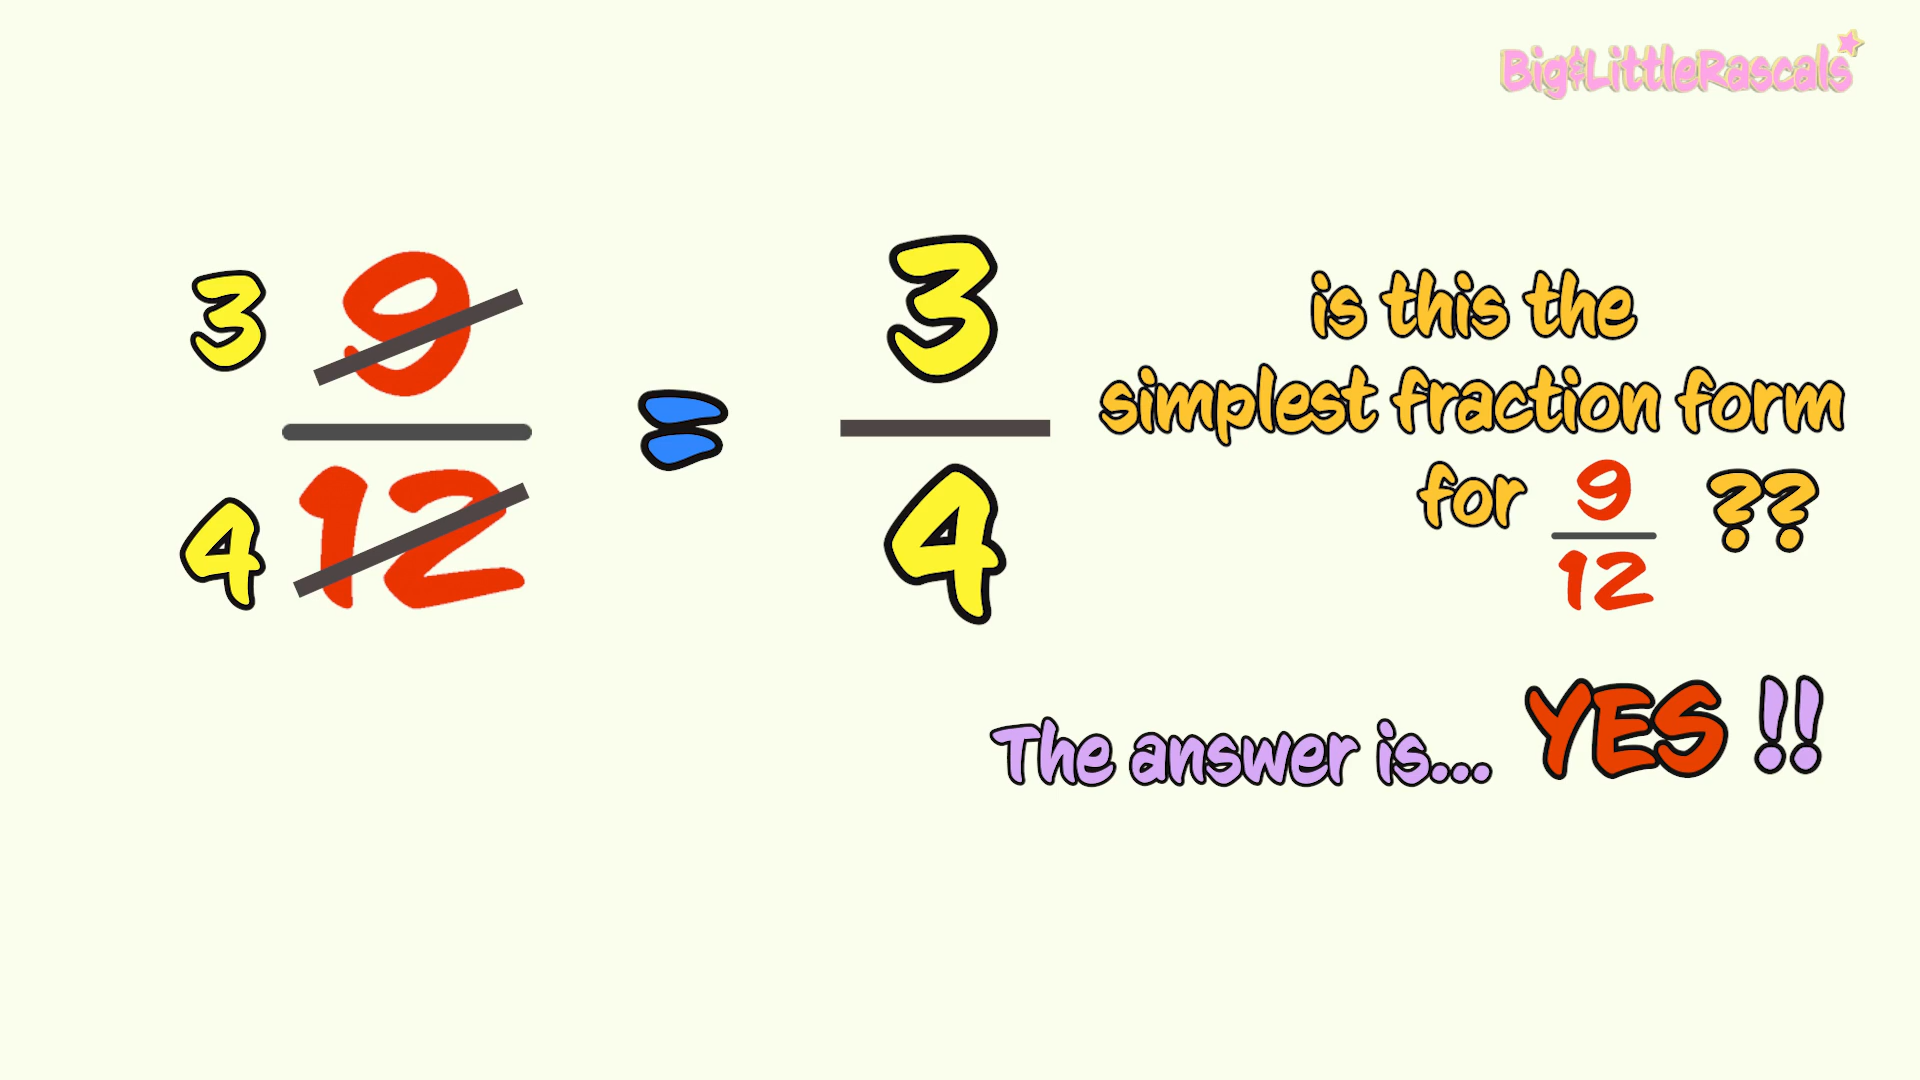 Big&LittleRascals
3 9
4 12
=
3
4
is this the
simplest fraction form
for 9 ??
12
The answer is... YES !!